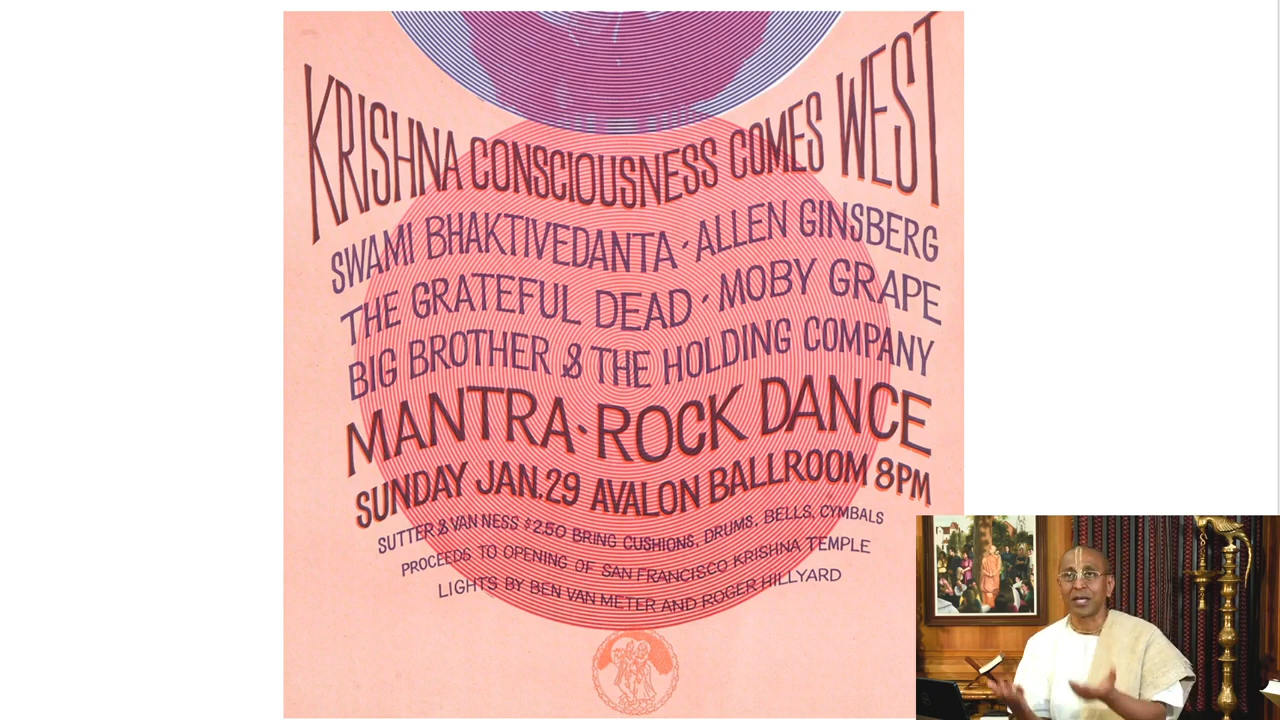 KRISHNA CONSCIOUSNESS COMES WEST
SWAMI BHAKTIVEDANTA · ALLEN GINSBERG
THE GRATEFUL DEAD · MOBY GRAPE
BIG BROTHER & THE HOLDING COMPANY
MANTRA·ROCK DANCE
SUNDAY JAN.29 AVALON BALLROOM 8PM
SUTTER & VAN NESS $2.50 BRING CUSHIONS, DRUMS, BELLS, CYMBALS
PROCEEDS TO OPENING OF SAN FRANCISCO KRISHNA TEMPLE
LIGHTS BY BEN VAN METER AND ROGER HILLYARD